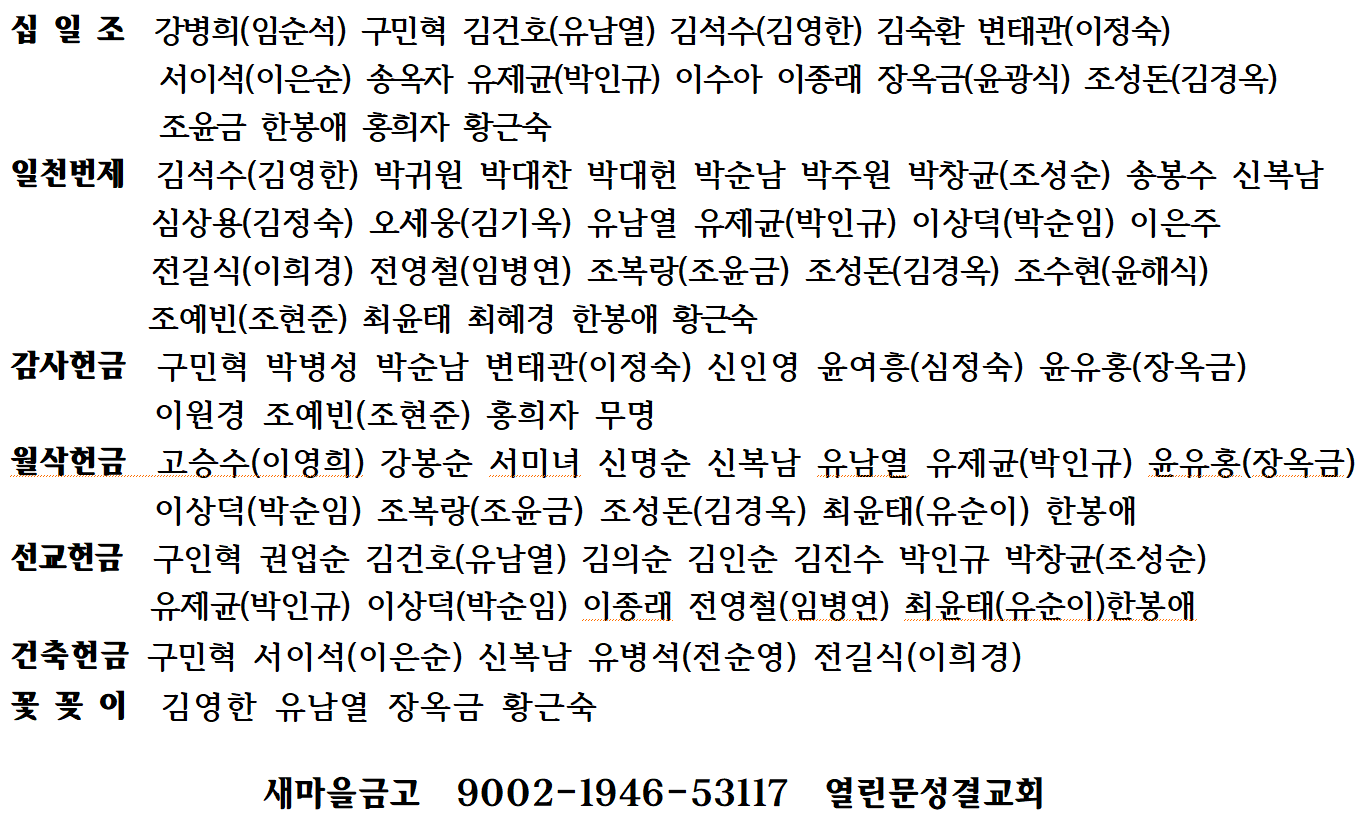 십 일 조 강병희(임순석) 구민혁 김건호(유남열) 김석수(김영한) 김숙환 변태관(이정숙)
서이석(이은순) 송옥자 유제균(박인규) 이수아 이종래 장옥금(윤광식) 조성돈(김경옥)
조윤금 한봉애 홍희자 황근숙
일천번제 김석수(김영한) 박귀원 박대찬 박대헌 박순남 박주원 박창균(조성순) 송봉수 신복남
심상용(김정숙) 오세웅(김기옥) 유남열 유제균(박인규) 이상덕(박순임) 이은주
전길식(이희경) 전영철(임병연) 조복랑(조윤금) 조성돈(김경옥) 조수현(윤해식)
조예빈(조현준) 최윤태 최혜경 한봉애 황근숙
감사헌금 구민혁 박병성 박순남 변태관(이정숙) 신인영 윤여흥(심정숙) 윤유홍(장옥금)
이원경 조예빈(조현준) 홍희자 무명
월삭헌금 고승수(이영희) 강봉순 서미녀 신명순 신복남 유남열 유제균(박인규) 윤유홍(장옥금)
이상덕(박순임) 조복랑(조윤금) 조성돈(김경옥) 최윤태(유순이) 한봉애
선교헌금 구인혁 권업순 김건호(유남열) 김의순 김인순 김진수 박인규 박창균(조성순)
유제균(박인규) 이상덕(박순임) 이종래 전영철(임병연) 최윤태(유순이)한봉애
건축헌금 구민혁 서이석(이은순) 신복남 유병석(전순영) 전길식(이희경)
꽃 꽂 이 김영한 유남열 장옥금 황근숙
새마을금고 9002-1946-53117 열린문성결교회